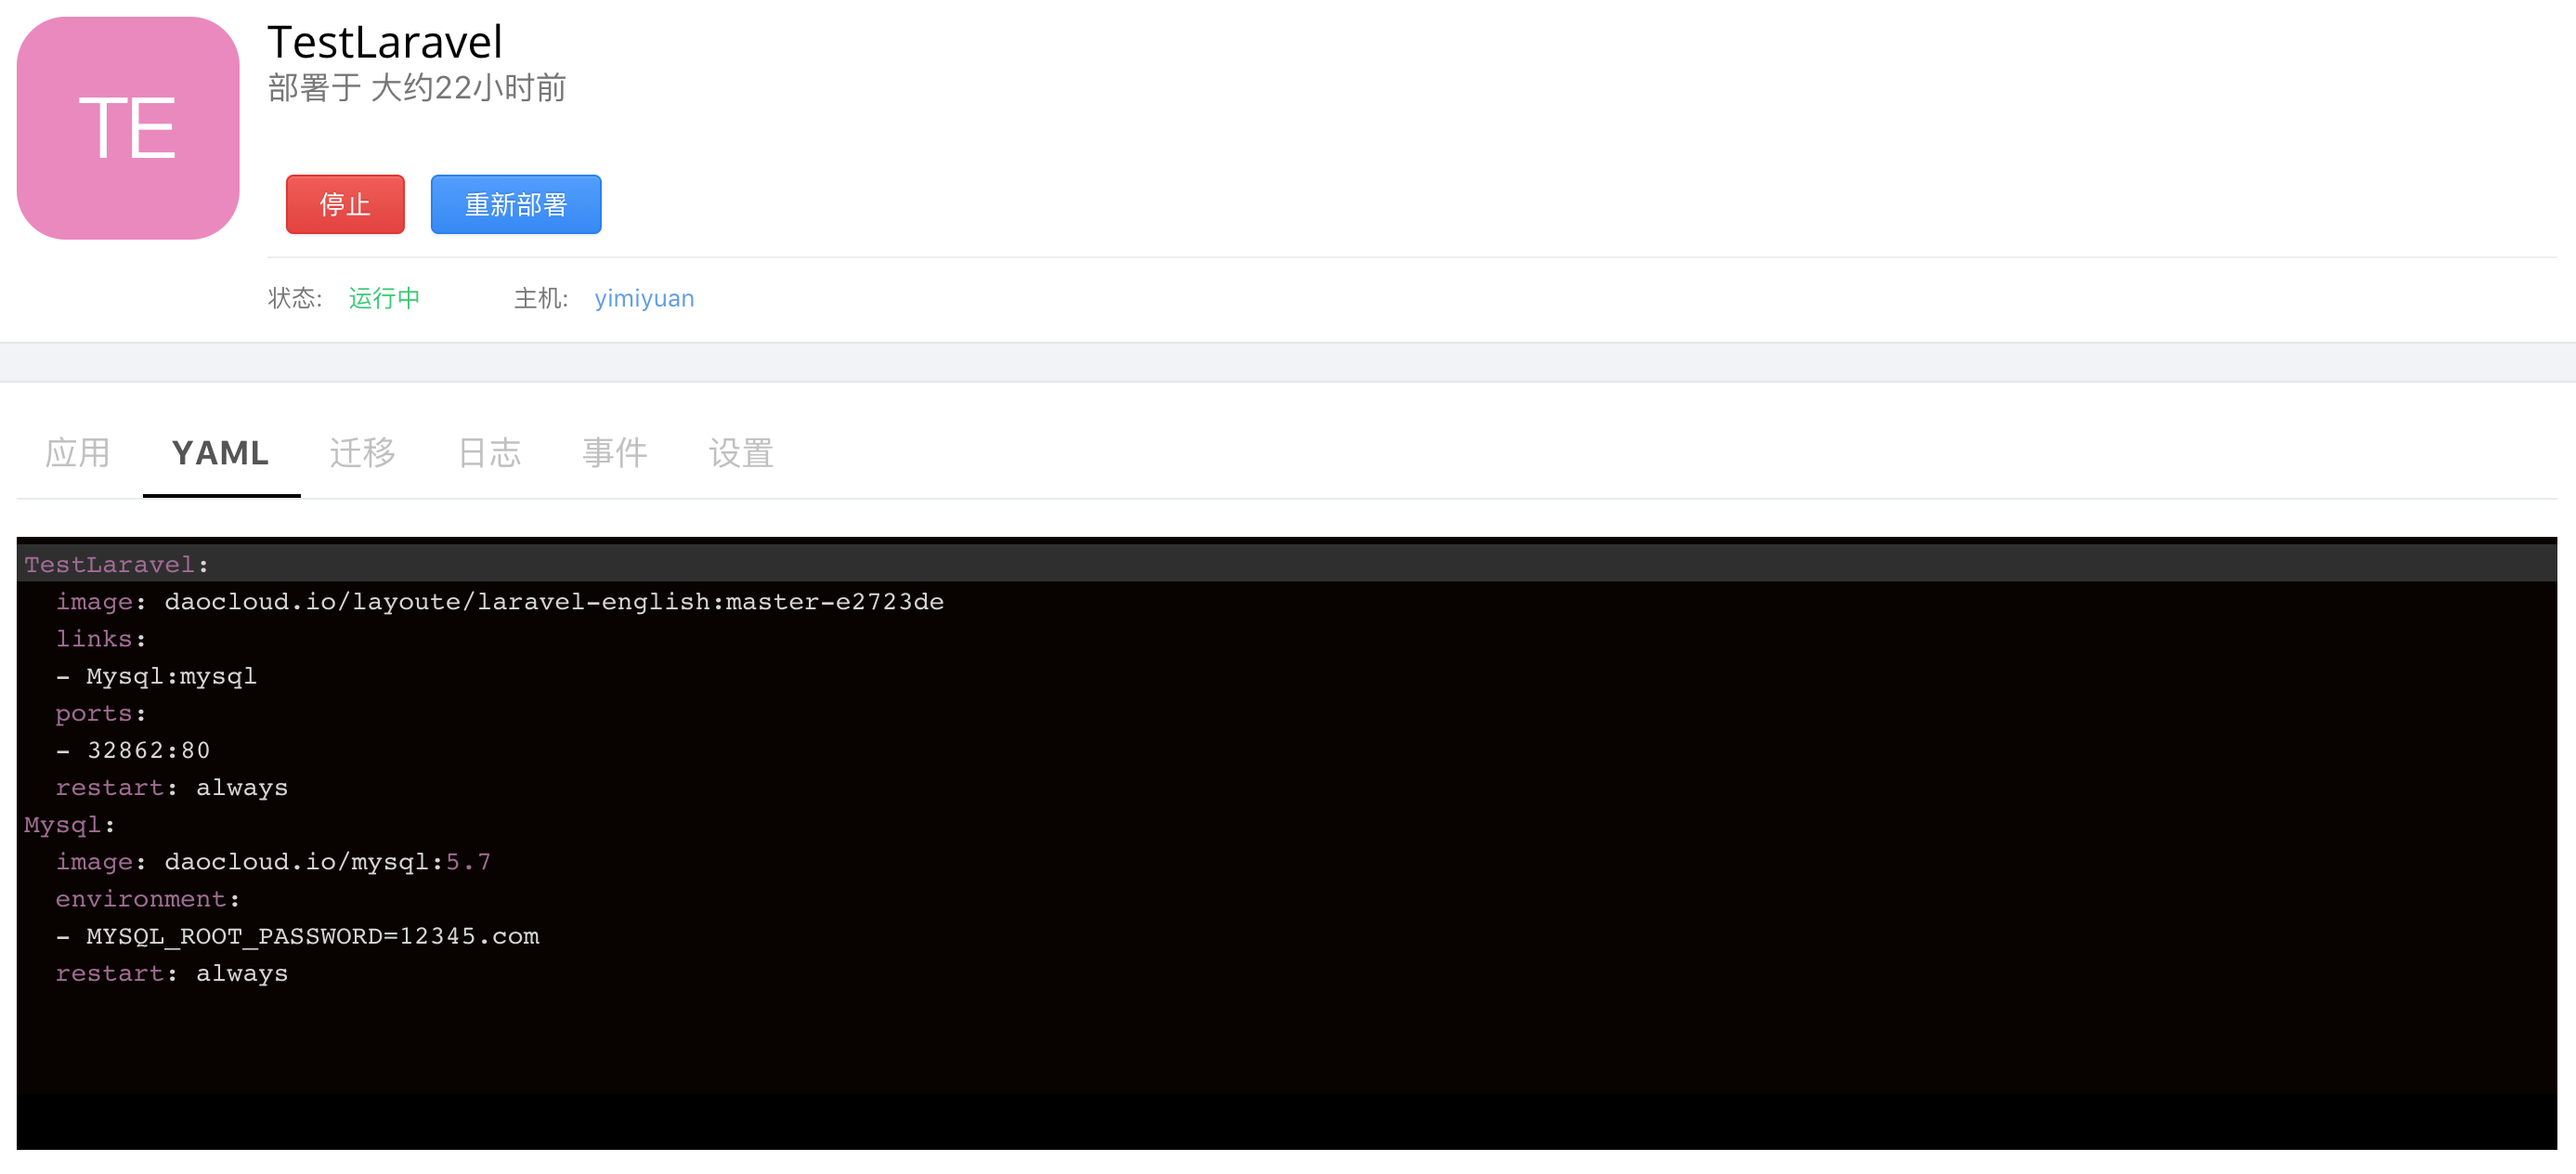 TE
TestLaravel
部署于 大约22小时前
停止 重新部署
状态: 运行中 主机: yimiyuan
应用 YAML 迁移 日志 事件 设置
TestLaravel:
  image: daocloud.io/layoute/laravel-english:master-e2723de
  links:
  - Mysql:mysql
  ports:
  - 32862:80
  restart: always
Mysql:
  image: daocloud.io/mysql:5.7
  environment:
  - MYSQL_ROOT_PASSWORD=12345.com
  restart: always